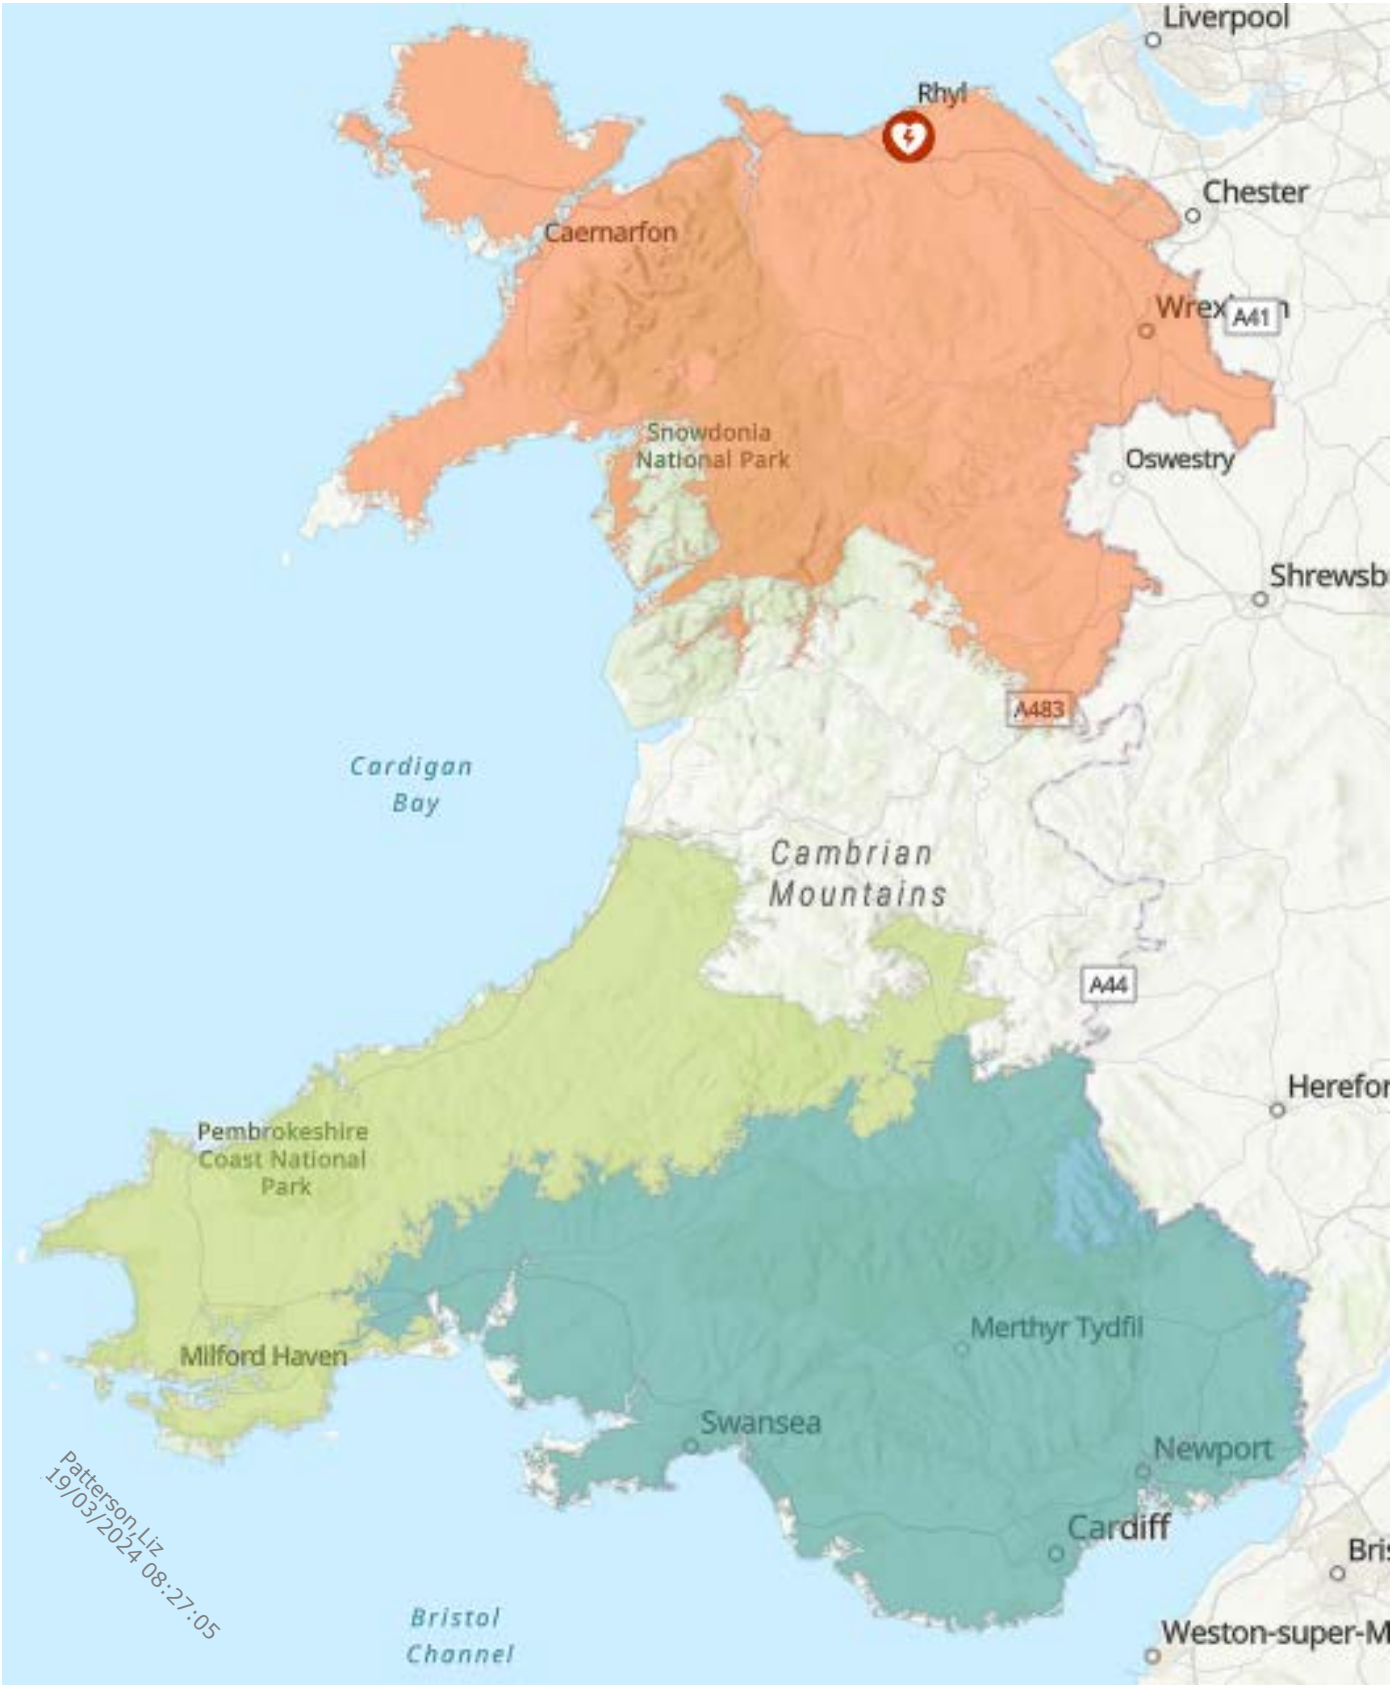 Liverpool
Rhyl
Chester
Caernarfon
A41
Snowdonia
National Park
Oswestry
Shrewsb
A483
Cardigan
Bay
Cambrian
Mountains
A44
Herefor
Pembrokeshire
Coast National
Park
Merthyr Tydfil
Milford Haven
Swansea
Newport
Patterson,Liz
19/03/2024 08:27:05
Cardiff
Bris
Bristol
Channel
Weston-super-M